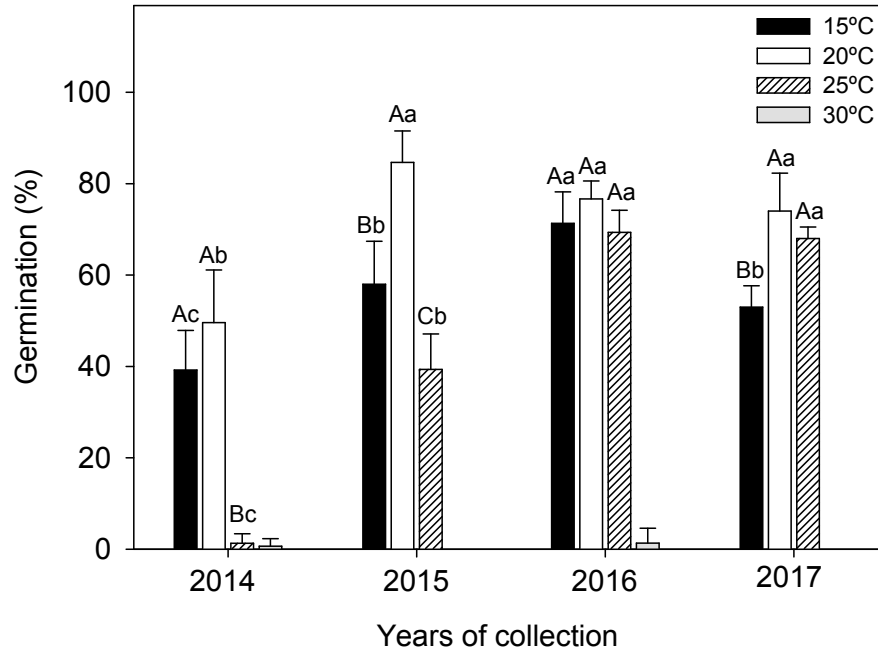 15ºC
20ºC
25ºC
30ºC
Germination (%)
100
80
60
40
20
0
Ac
Ab
Bc
Bb
Aa
Cb
Aa
Aa
Aa
Bb
Aa
Aa
2014
2015
2016
2017
Years of collection